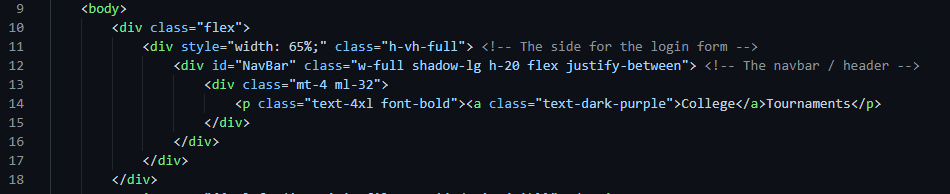 9 <body>
10 <div class="flex">
11 <div style="width: 65%;" class="h-vh-full"> <!-- The side for the login form -->
12 <div id="NavBar" class="w-full shadow-lg h-20 flex justify-between"> <!-- The navbar / header -->
13 <div class="mt-4 ml-32">
14 <p class="text-4xl font-bold"><a class="text-dark-purple">College</a>Tournaments</p>
15 </div>
16 </div>
17 </div>
18 </div>